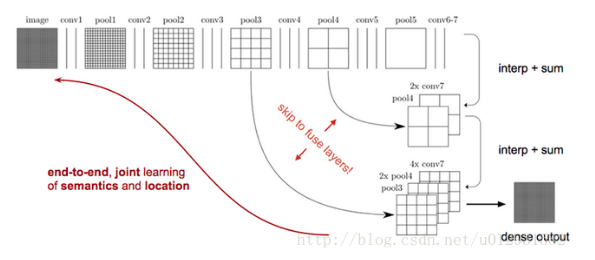 image conv1 pool1 conv2 pool2 conv3 pool3 conv4 pool4 conv5 pool5 conv6-7
interp + sum
2x conv7
pool4
skip to fuse layers!
interp + sum
end-to-end, joint learning
of semantics and location
4x conv7
2x pool4
pool3
dense output